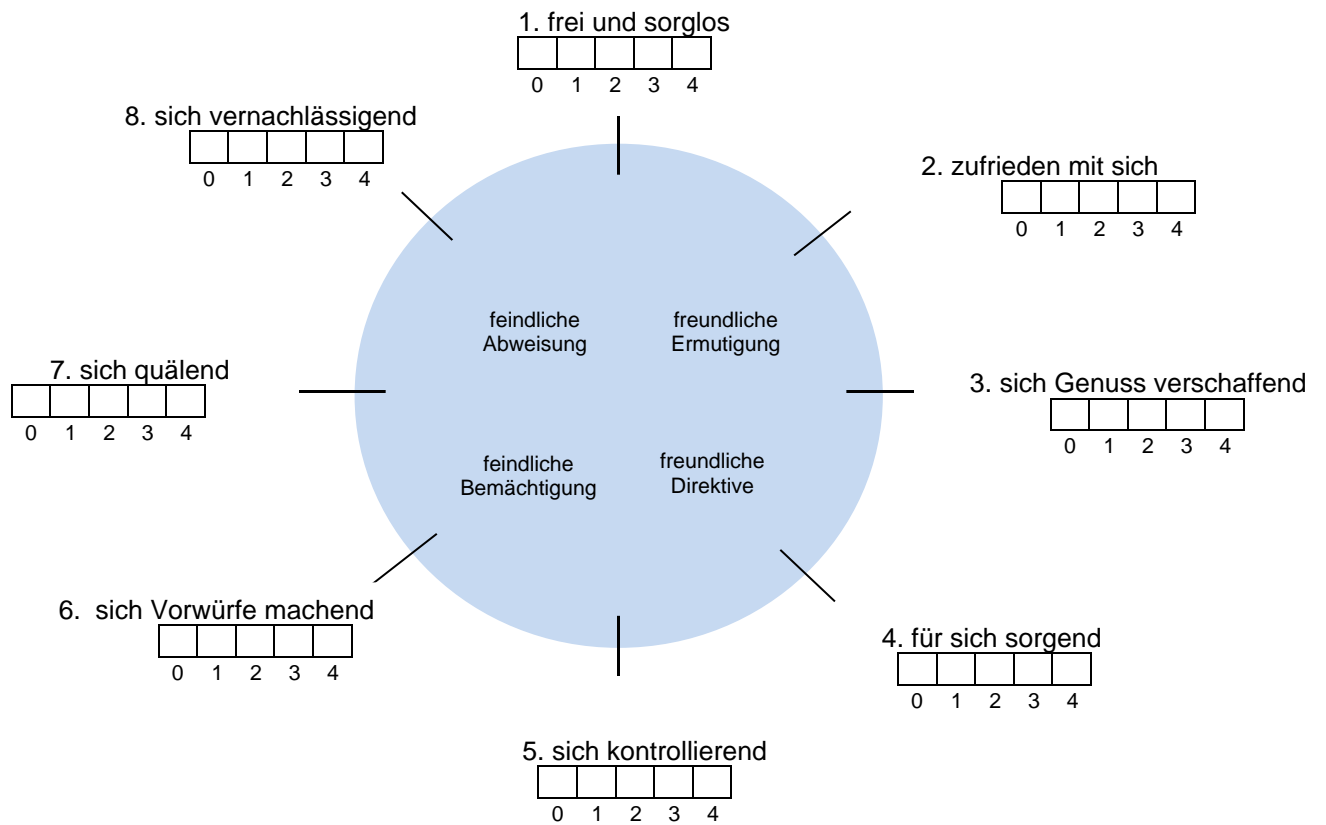 1. frei und sorglos
0 1 2 3 4
8. sich vernachlässigend
0 1 2 3 4
2. zufrieden mit sich
0 1 2 3 4
feindliche
Abweisung
freundliche
Ermutigung
7. sich quälend
0 1 2 3 4
3. sich Genuss verschaffend
0 1 2 3 4
feindliche
Bemächtigung
freundliche
Direktive
6. sich Vorwürfe machend
0 1 2 3 4
4. für sich sorgend
0 1 2 3 4
5. sich kontrollierend
0 1 2 3 4